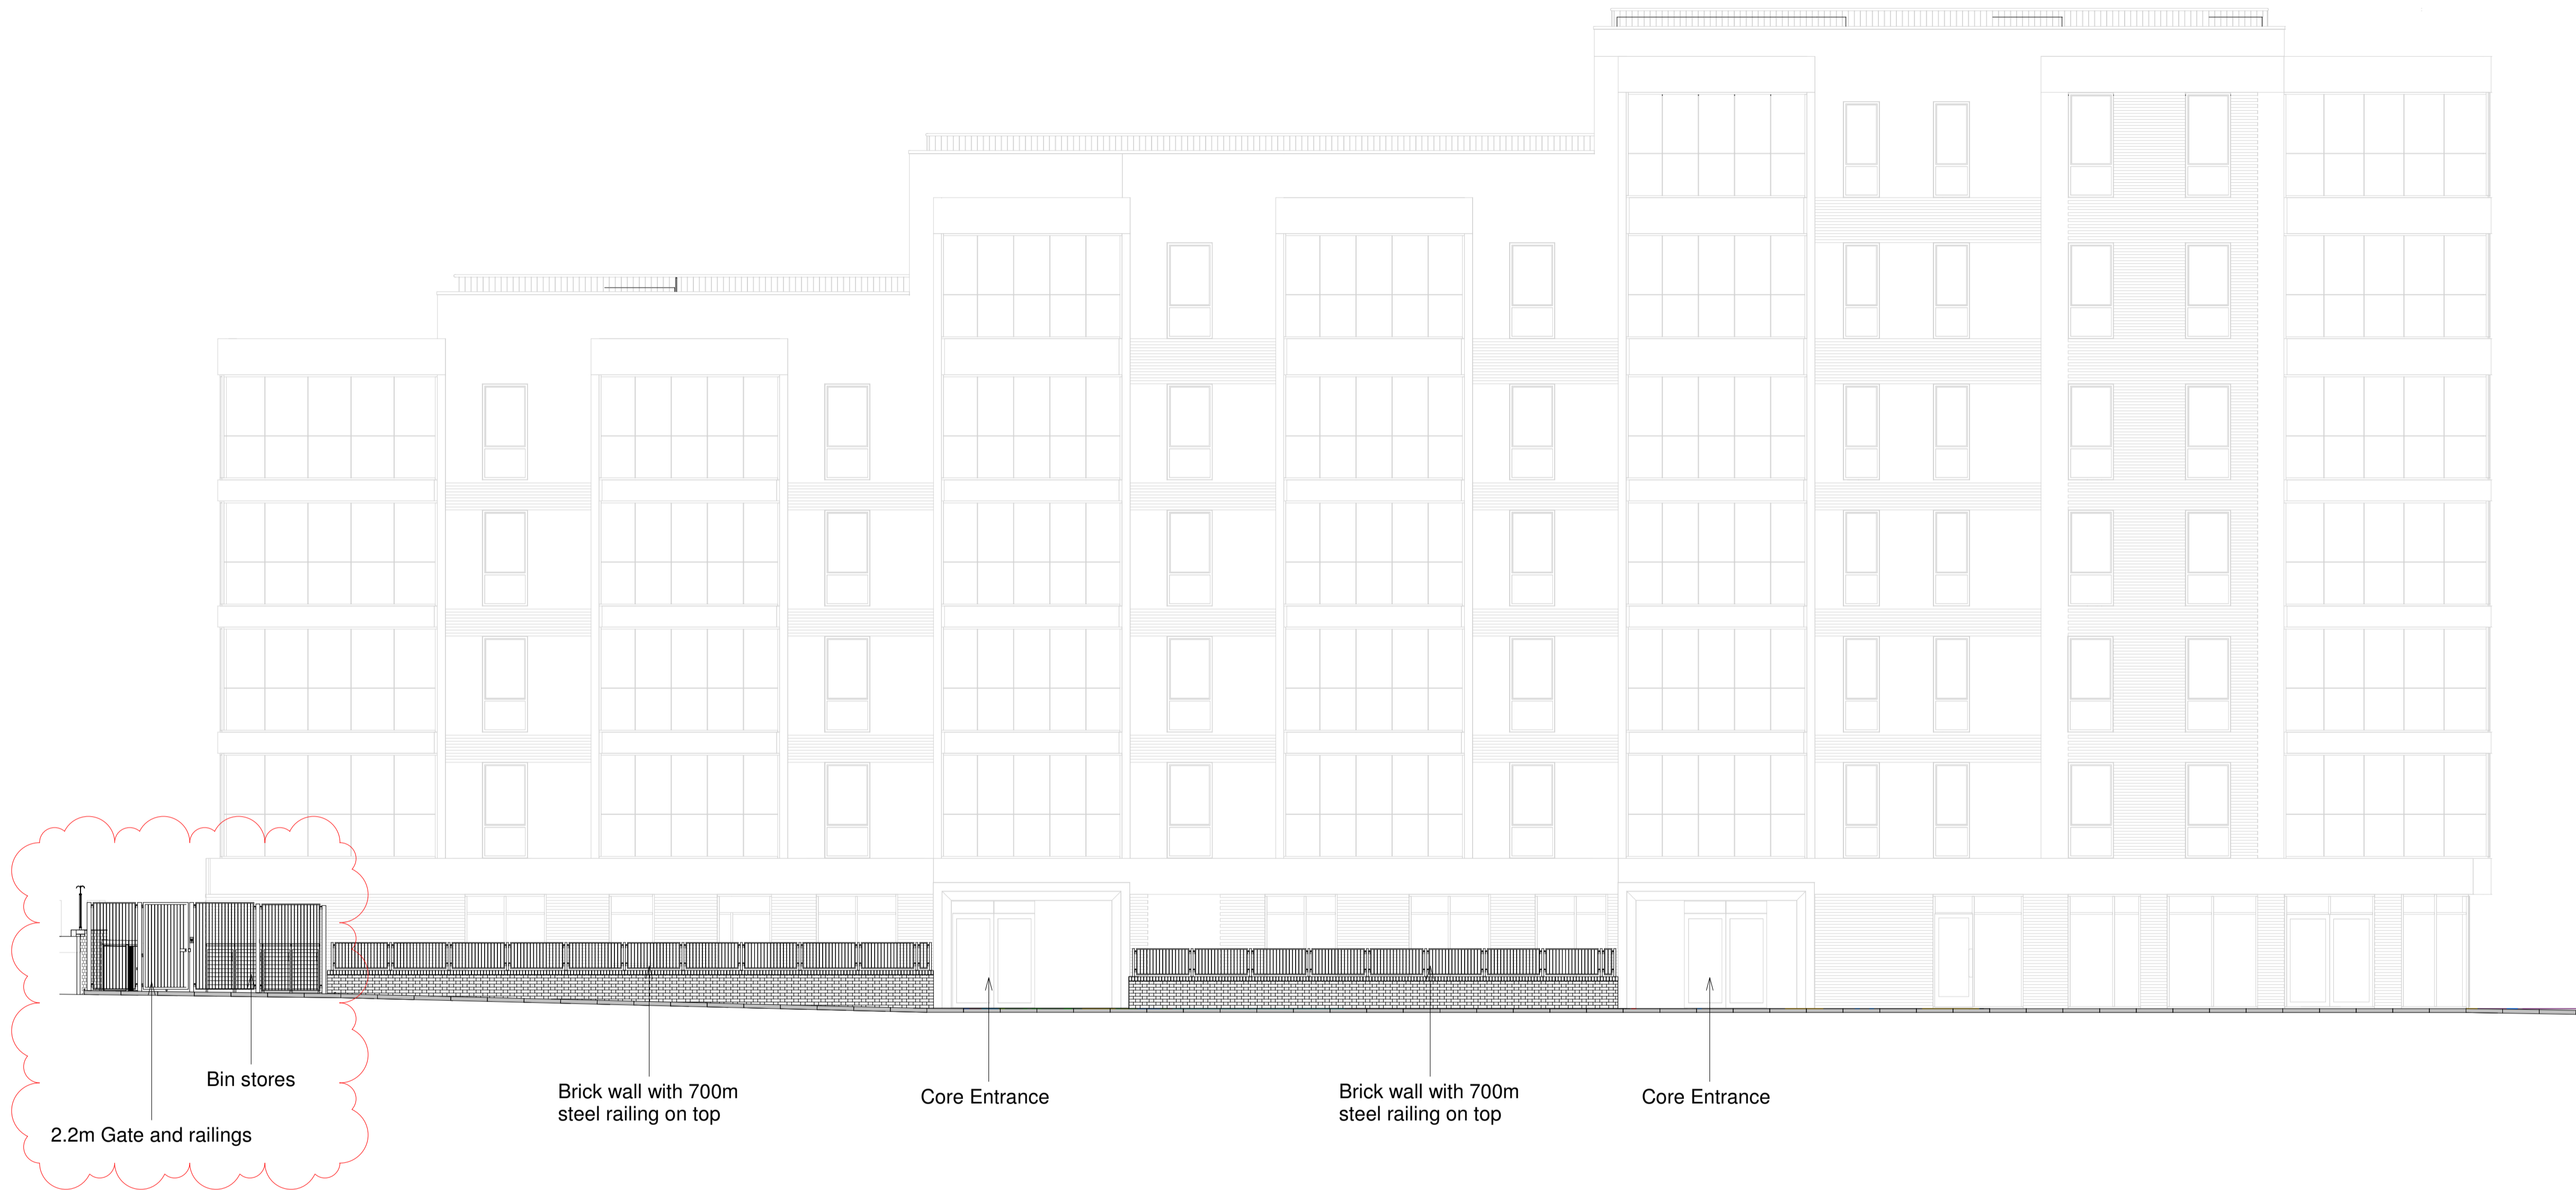 Bin stores
2.2m Gate and railings
Brick wall with 700m
steel railing on top
Core Entrance
Brick wall with 700m
steel railing on top
Core Entrance